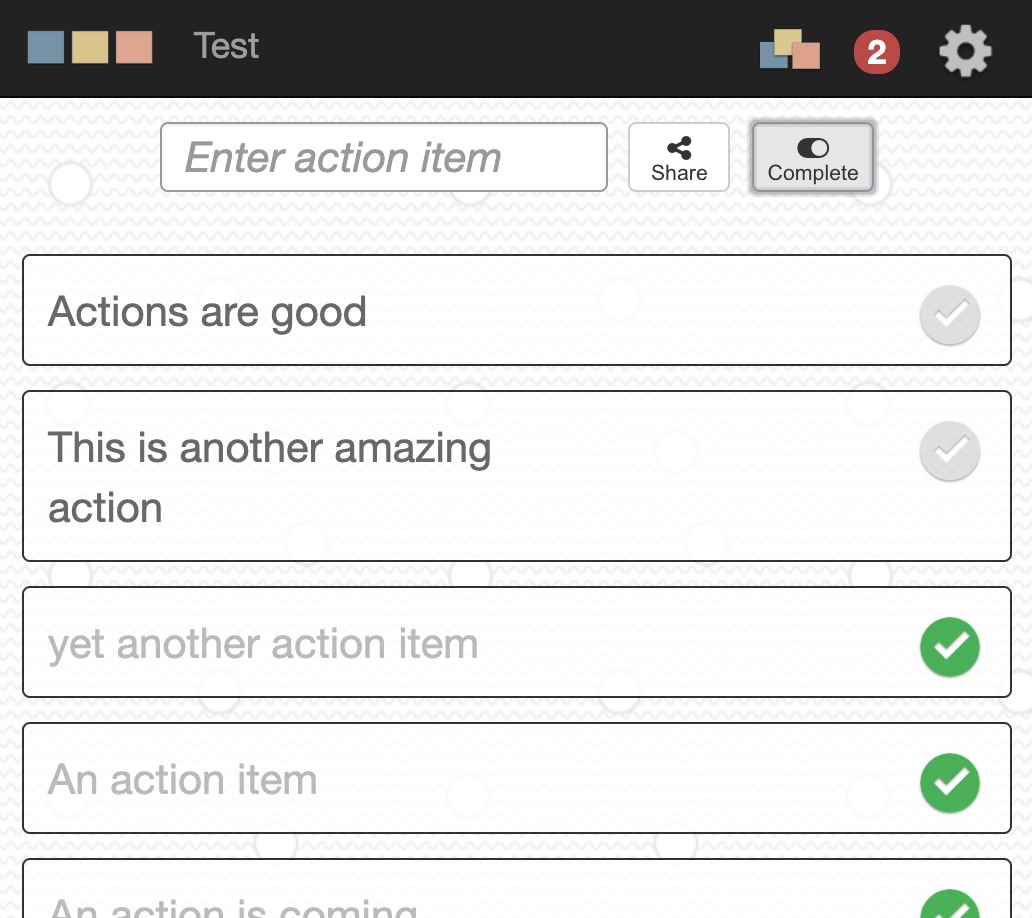 Test
2
Enter action item
Share
Complete
Actions are good
This is another amazing
action
yet another action item
An action item
An action is coming